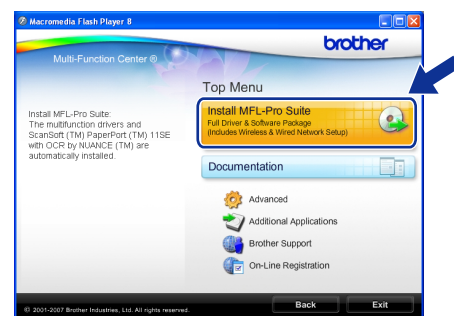 Macromedia Flash Player 8
brother
Multi-Function Center ®
Top Menu
Install MFL-Pro Suite:
The multifunction drivers and
ScanSoft (TM) PaperPort (TM) 11SE
with OCR by NUANCE (TM) are
automatically installed.
Install MFL-Pro Suite
Full Driver & Software Package
(Includes Wireless & Wired Network Setup)
Documentation
Advanced
Additional Applications
Brother Support
On-Line Registration
© 2001-2007 Brother Industries, Ltd. All rights reserved.
Back
Exit